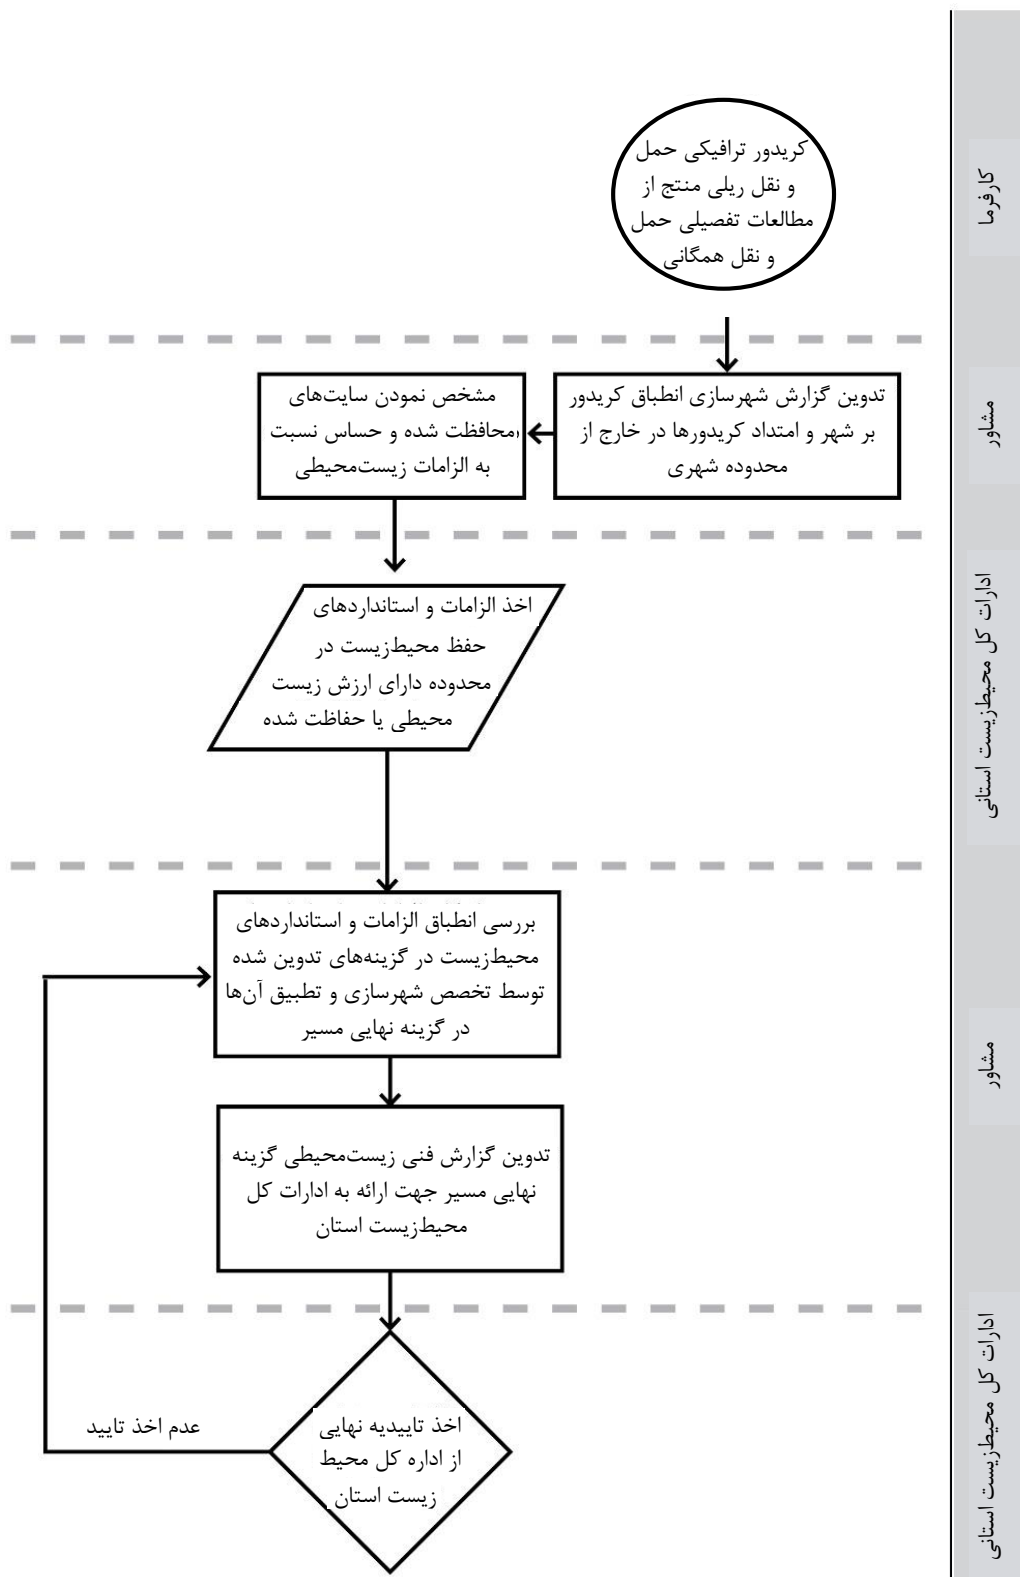 کریدور ترافیکی حمل
و نقل ریلی منتج از
مطالعات تفصیلی حمل
و نقل همگانی
کارفرما
تدوین گزارش شهرسازی انطباق کریدور
بر شهر و امتداد کریدورها در خارج از
محدوده شهری
مشخص نمودن سایت‌های
محافظت شده و حساس نسبت
به الزامات زیست‌محیطی
مشاور
اخذ الزامات و استانداردهای
حفظ محیط‌زیست در
محدوده دارای ارزش زیست
محیطی یا حفاظت شده
ادارات کل محیط‌زیست استانی
بررسی انطباق الزامات و استانداردهای
محیط‌زیست در گزینه‌های تدوین شده
توسط تخصص شهرسازی و تطبیق آن‌ها
در گزینه نهایی مسیر
تدوین گزارش فنی زیست‌محیطی گزینه
نهایی مسیر جهت ارائه به ادارات کل
محیط‌زیست استان
مشاور
اخذ تاییدیه نهایی
از اداره کل محیط
زیست استان
عدم اخذ تایید
ادارات کل محیط‌زیست استانی